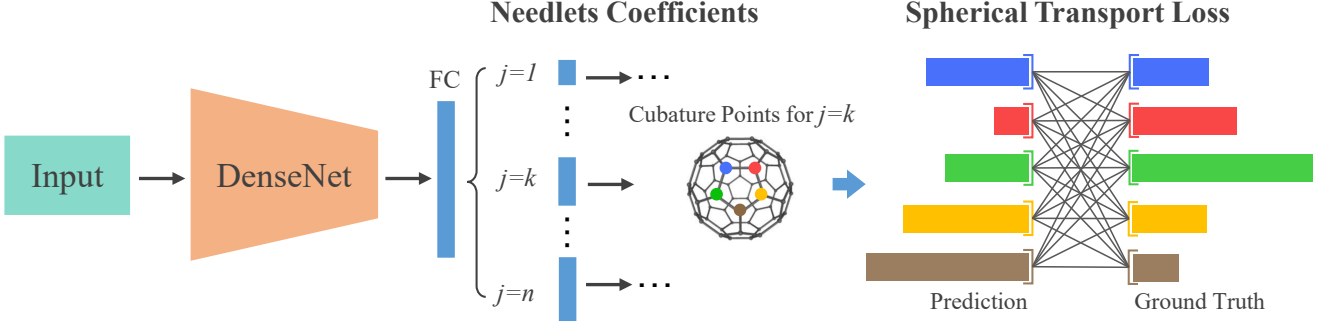 Needlets Coefficients
Spherical Transport Loss
Input
DenseNet
FC
j=1
j=k
j=n
Cubature Points for j=k
Prediction
Ground Truth